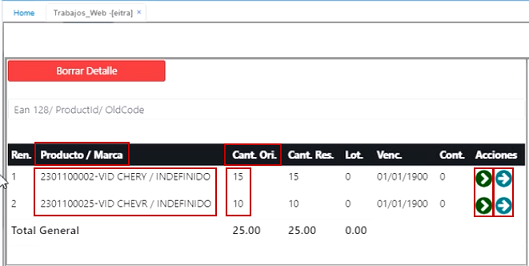 Home Trabajos_Web -[eitra] ×
Borrar Detalle
Ean 128/ ProductId/ OldCode
Ren. Producto / Marca Cant. Ori. Cant. Res. Lot. Venc. Cont. Acciones
1 2301100002-VID CHERY / INDEFINIDO 15 15 0 01/01/1900 0
2 2301100025-VID CHEVR / INDEFINIDO 10 10 0 01/01/1900 0
Total General 25.00 25.00 0.00